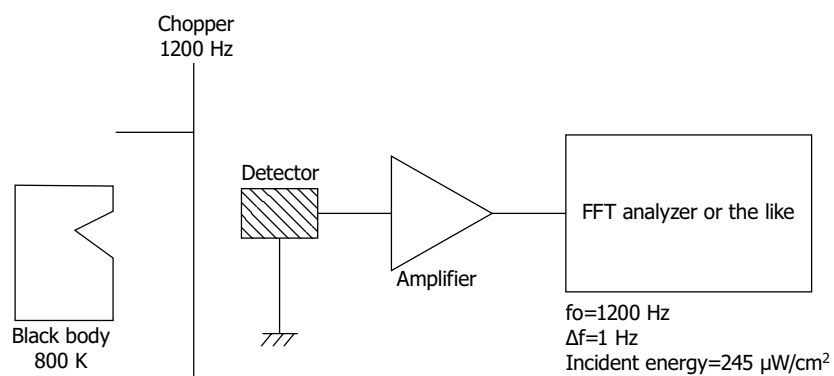 Chopper
1200 Hz
Detector
FFT analyzer or the like
Amplifier
Black body
800 K
fo=1200 Hz
Δf=1 Hz
Incident energy=245 μW/cm²